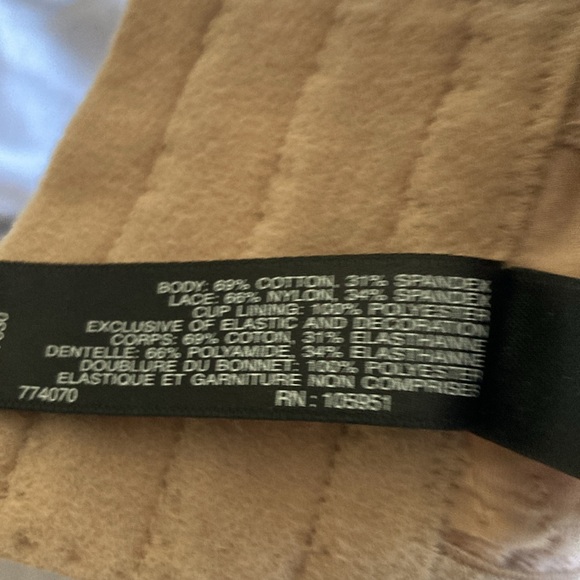 BODY: 69% COTTON, 31% SPANDEX
LACE: 66% NYLON, 34% SPANDEX
CUP LINING: 100% POLYESTER
EXCLUSIVE OF ELASTIC AND DECORATION
CORPS: 69% COTON, 31% ELASTHANNE
DENTELLE: 66% POLYAMIDE, 34% ELASTHANNE
DOUBLURE DU BONNET: 100% POLYESTER
ELASTIQUE ET GARNITURE NON COMPRISES
774070 RN: 105951